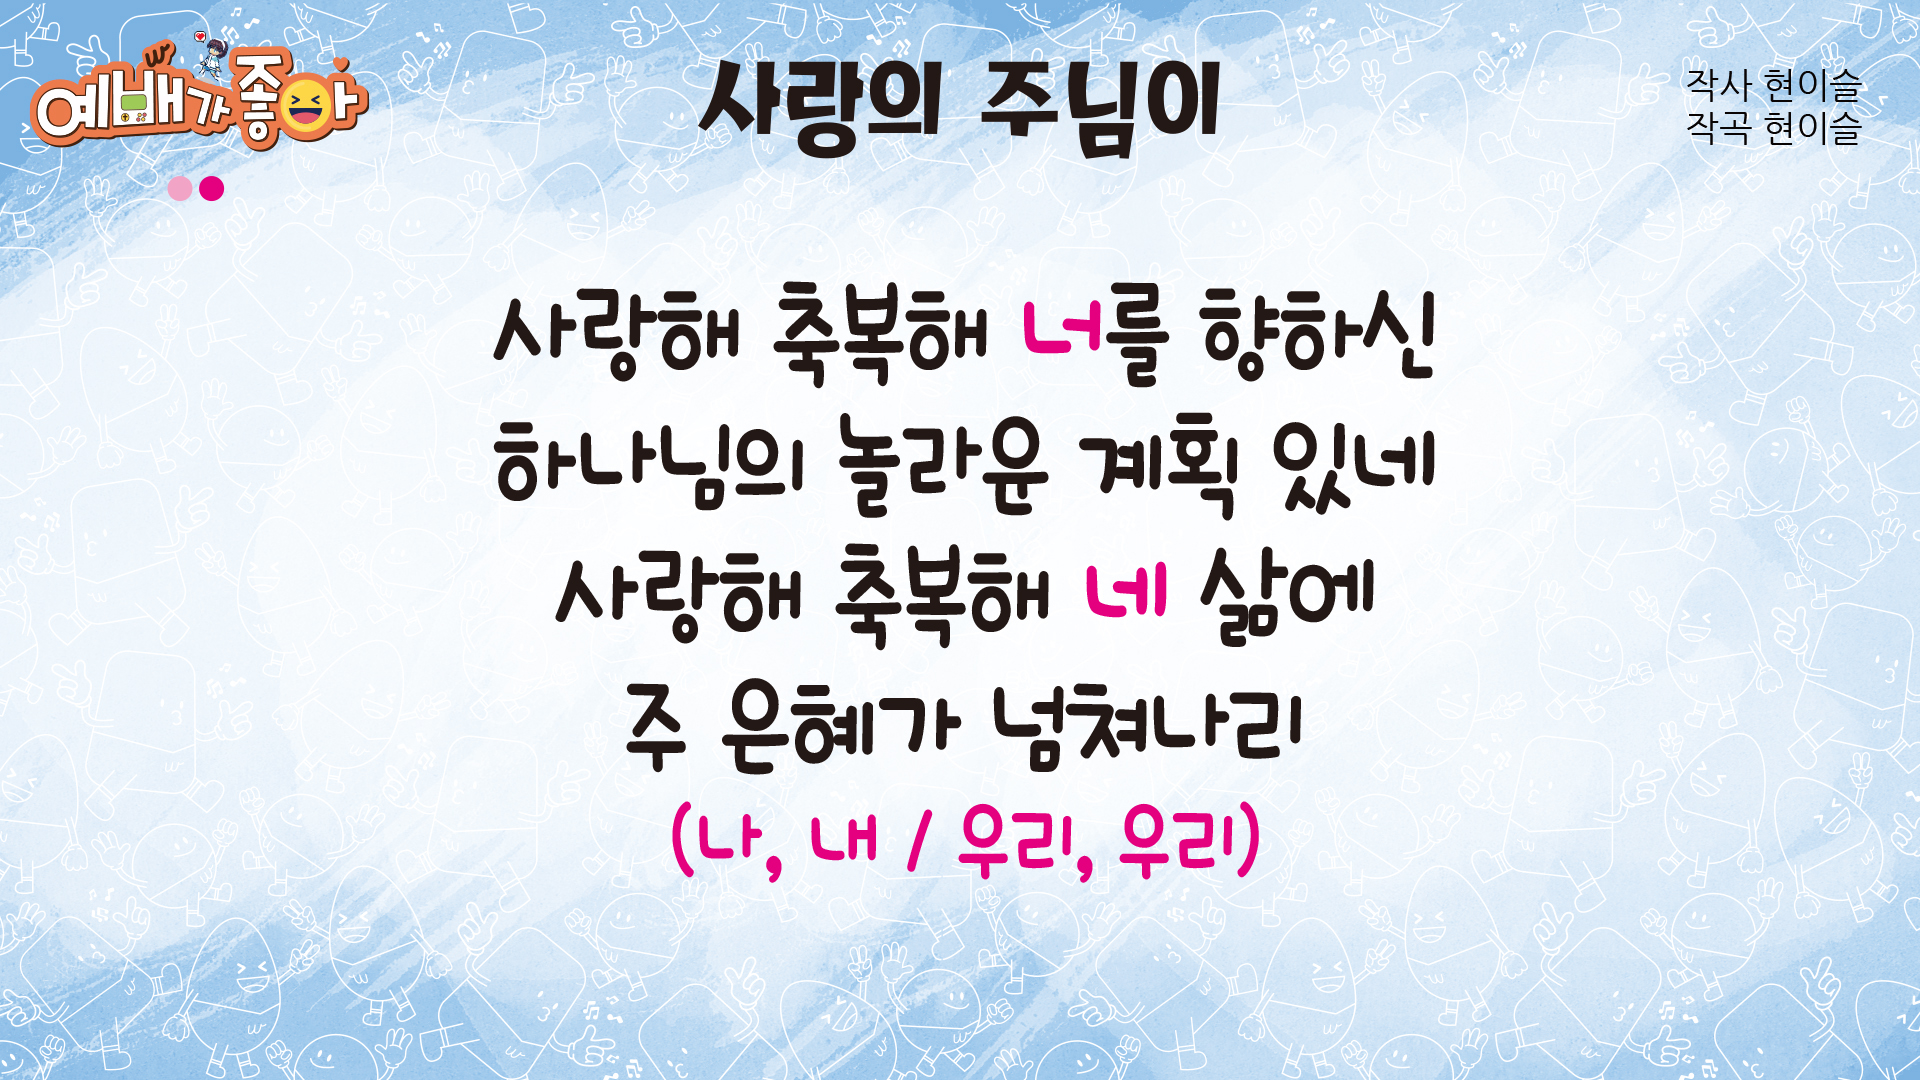 예배가 좋아
사랑의 주님이
작사 현이슬
작곡 현이슬
사랑해 축복해 너를 향하신
하나님의 놀라운 계획 있네
사랑해 축복해 네 삶에
주 은혜가 넘쳐나리
(나, 내 / 우리, 우리)